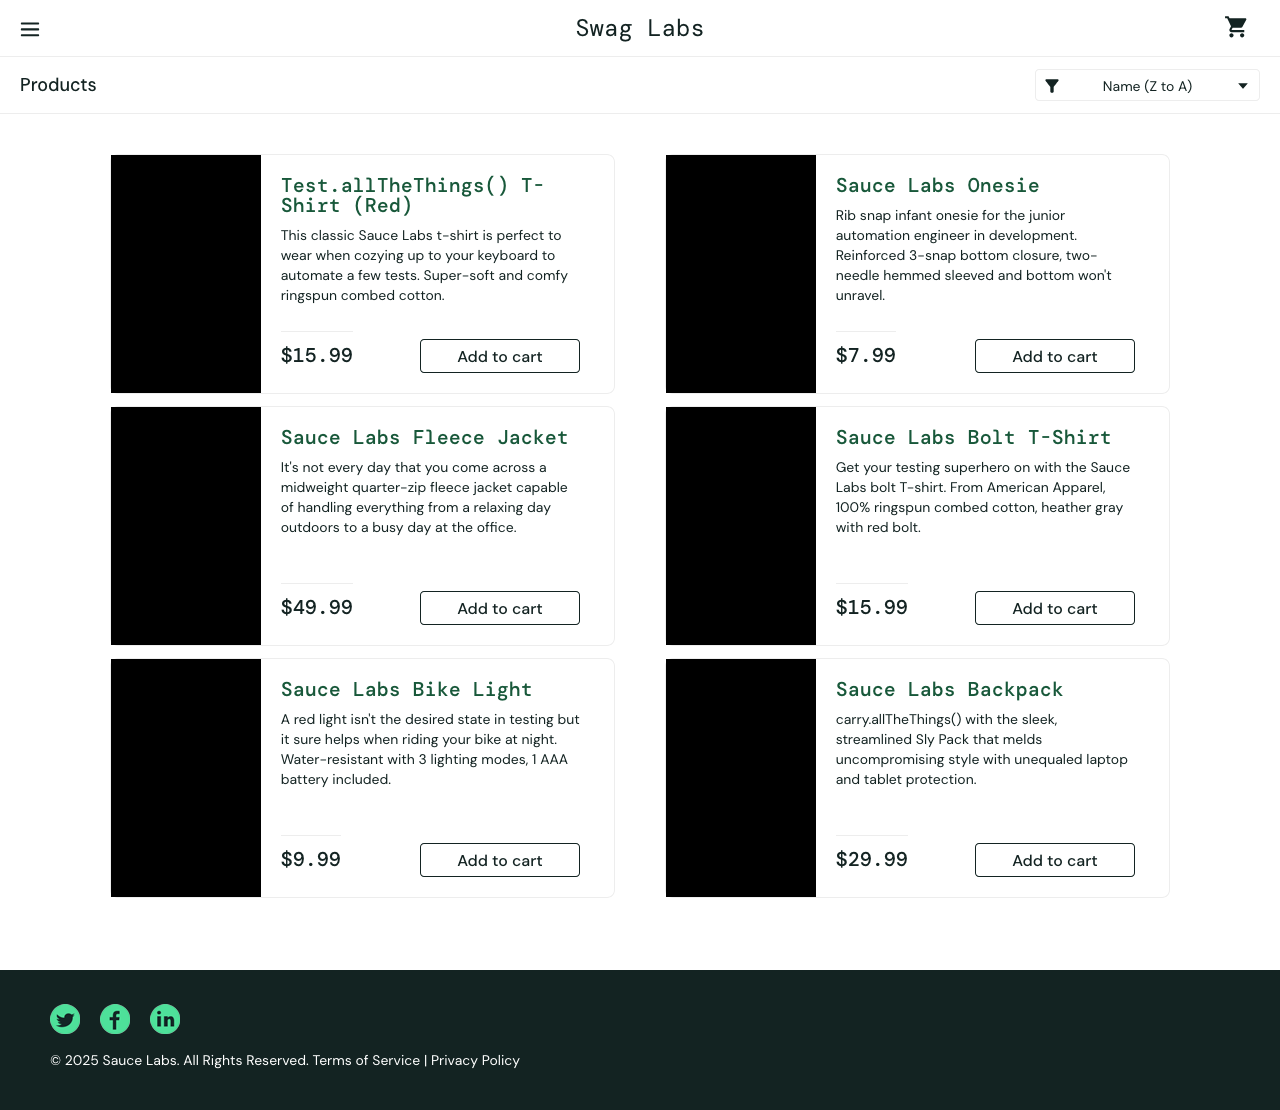 Swag Labs
Products
Name (Z to A)
Test.allTheThings() T-
Shirt (Red)
This classic Sauce Labs t-shirt is perfect to
wear when cozying up to your keyboard to
automate a few tests. Super-soft and comfy
ringspun combed cotton.
$15.99
Add to cart
Sauce Labs Onesie
Rib snap infant onesie for the junior
automation engineer in development.
Reinforced 3-snap bottom closure, two-
needle hemmed sleeved and bottom won't
unravel.
$7.99
Add to cart
Sauce Labs Fleece Jacket
It's not every day that you come across a
midweight quarter-zip fleece jacket capable
of handling everything from a relaxing day
outdoors to a busy day at the office.
$49.99
Add to cart
Sauce Labs Bolt T-Shirt
Get your testing superhero on with the Sauce
Labs bolt T-shirt. From American Apparel,
100% ringspun combed cotton, heather gray
with red bolt.
$15.99
Add to cart
Sauce Labs Bike Light
A red light isn't the desired state in testing but
it sure helps when riding your bike at night.
Water-resistant with 3 lighting modes, 1 AAA
battery included.
$9.99
Add to cart
Sauce Labs Backpack
carry.allTheThings() with the sleek,
streamlined Sly Pack that melds
uncompromising style with unequaled laptop
and tablet protection.
$29.99
Add to cart
© 2025 Sauce Labs. All Rights Reserved. Terms of Service | Privacy Policy